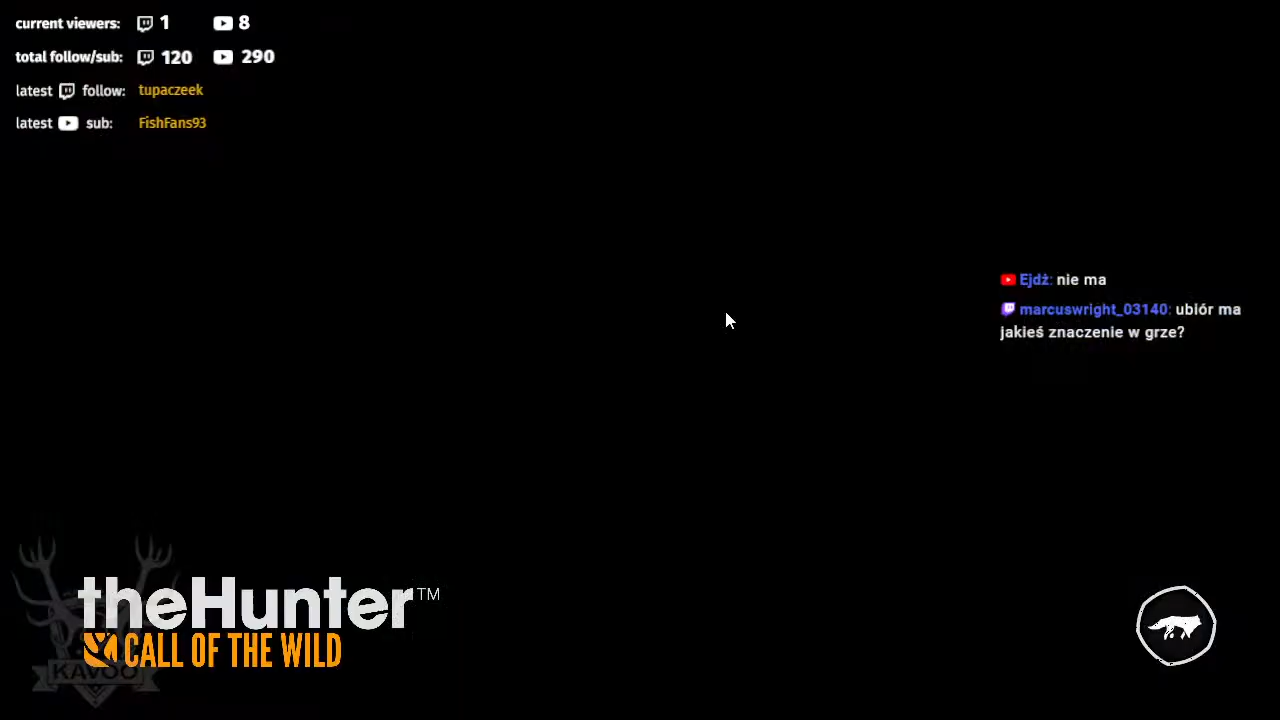 current viewers: 1 8
total follow/sub: 120 290
latest follow: tupaczeek
latest sub: FishFans93
Ejdż: nie ma
marcuswright_03140: ubiór ma
jakieś znaczenie w grze?
theHunter™
CALL OF THE WILD
KAVOO